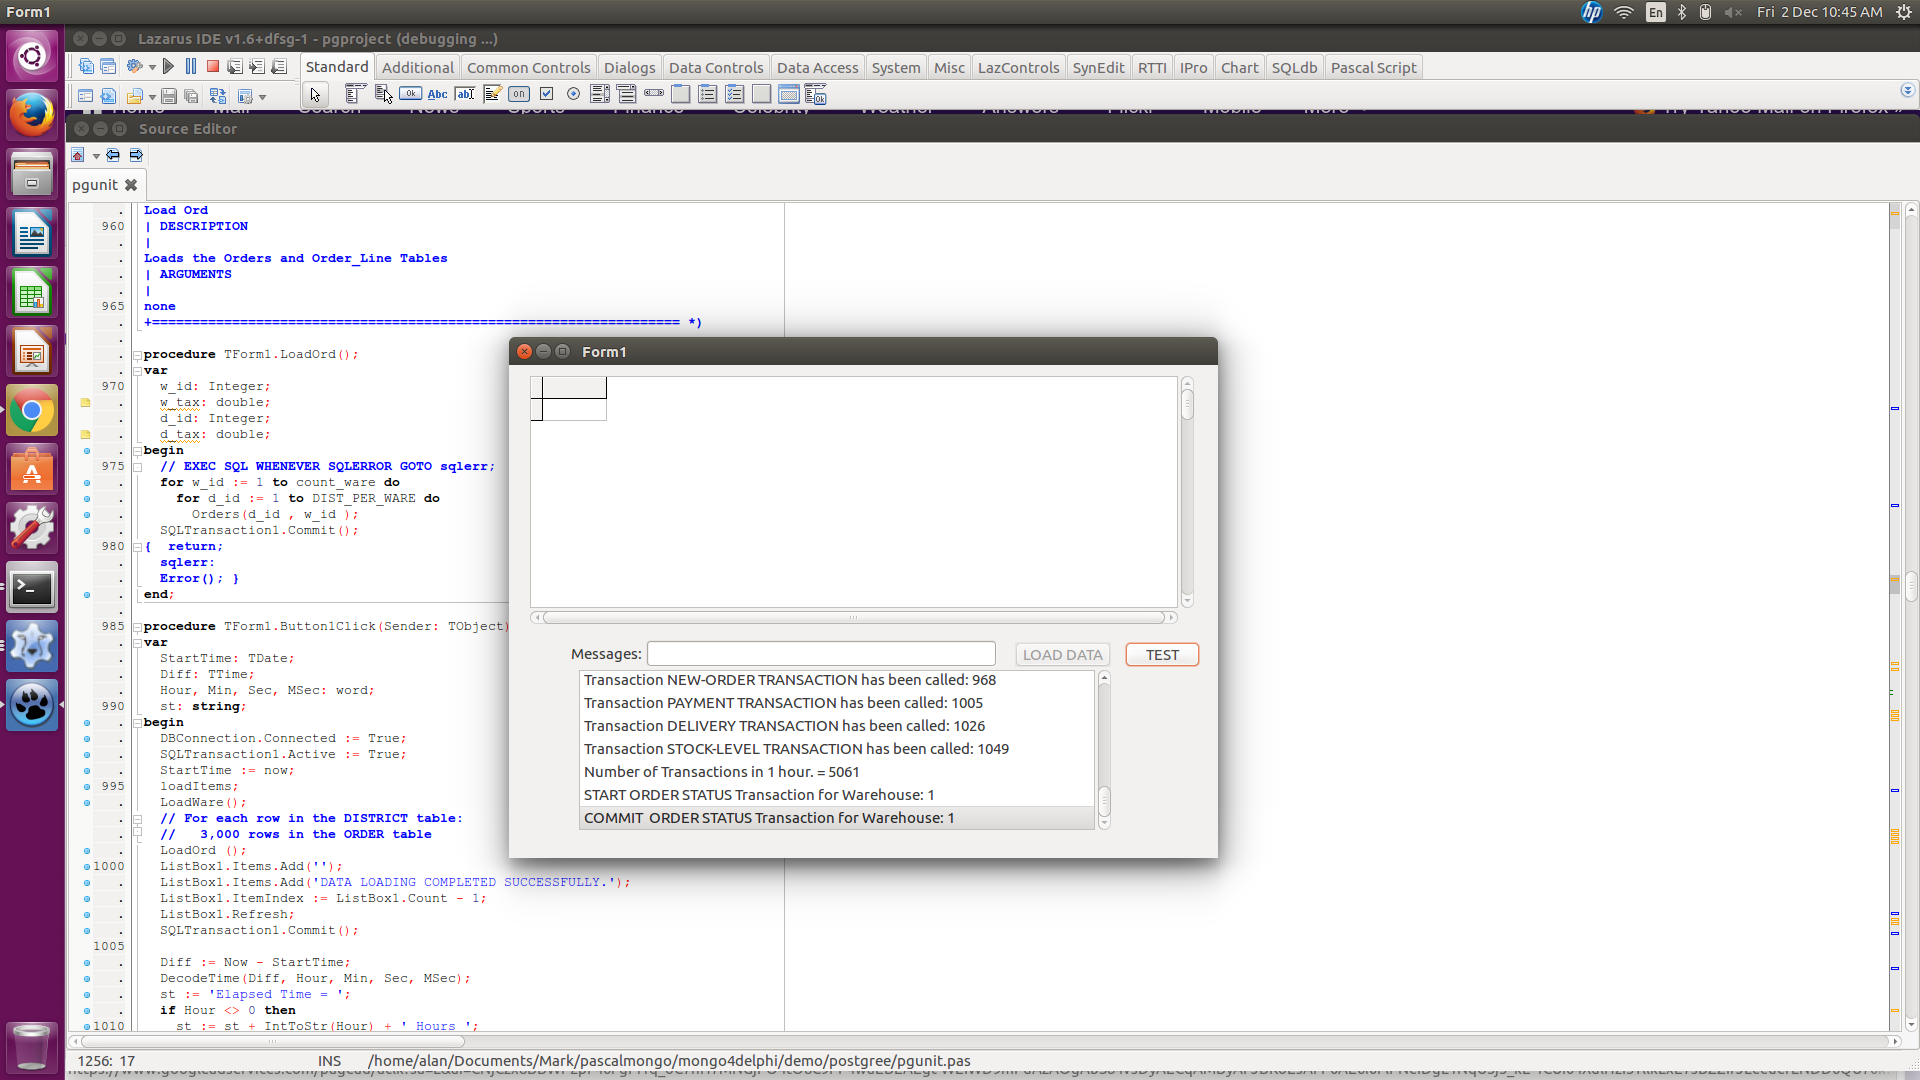 Form1
En
Fri 2 Dec 10:45 AM
Lazarus IDE v1.6+dfsg-1 - pgproject (debugging ...)
Standard Additional Common Controls Dialogs Data Controls Data Access System Misc LazControls SynEdit RTTI IPro Chart SQLdb Pascal Script
Ok Abc ab on
Source Editor
pgunit
Load Ord
960 | DESCRIPTION
|
Loads the Orders and Order_Line Tables
| ARGUMENTS
|
965 none
+================================================================== *)
procedure TForm1.LoadOrd();
var
970 w_id: Integer;
w_tax: double;
d_id: Integer;
d_tax: double;
begin
975 // EXEC SQL WHENEVER SQLERROR GOTO sqlerr;
for w_id := 1 to count_ware do
for d_id := 1 to DIST_PER_WARE do
Orders(d_id , w_id );
SQLTransaction1.Commit();
980 { return;
sqlerr:
Error(); }
end;
985 procedure TForm1.Button1Click(Sender: TObject)
var
StartTime: TDate;
Diff: TTime;
Hour, Min, Sec, MSec: word;
990 st: string;
begin
DBConnection.Connected := True;
SQLTransaction1.Active := True;
StartTime := now;
995 loadItems;
LoadWare();
// For each row in the DISTRICT table:
// 3,000 rows in the ORDER table
LoadOrd ();
1000 ListBox1.Items.Add('');
ListBox1.Items.Add('DATA LOADING COMPLETED SUCCESSFULLY.');
ListBox1.ItemIndex := ListBox1.Count - 1;
ListBox1.Refresh;
SQLTransaction1.Commit();
1005
Diff := Now - StartTime;
DecodeTime(Diff, Hour, Min, Sec, MSec);
st := 'Elapsed Time = ';
if Hour <> 0 then
1010 st := st + IntToStr(Hour) + ' Hours ';
Form1
Messages:
LOAD DATA
TEST
Transaction NEW-ORDER TRANSACTION has been called: 968
Transaction PAYMENT TRANSACTION has been called: 1005
Transaction DELIVERY TRANSACTION has been called: 1026
Transaction STOCK-LEVEL TRANSACTION has been called: 1049
Number of Transactions in 1 hour. = 5061
START ORDER STATUS Transaction for Warehouse: 1
COMMIT  ORDER STATUS Transaction for Warehouse: 1
1256: 17 INS /home/alan/Documents/Mark/pascalmongo/mongo4delphi/demo/postgree/pgunit.pas